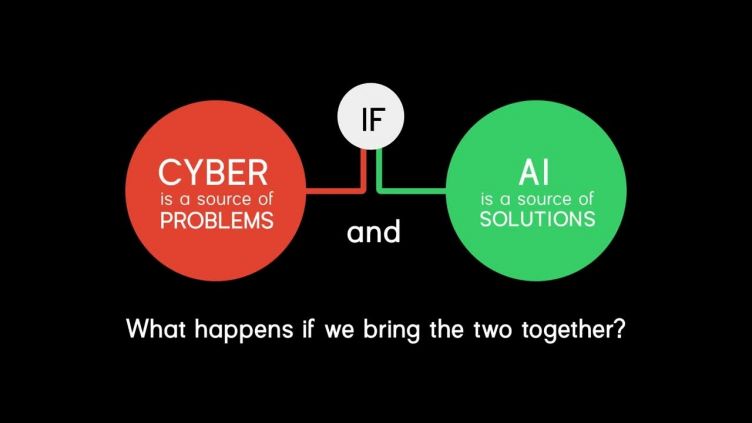 IF
CYBER
is a source of
PROBLEMS
and
AI
is a source of
SOLUTIONS
What happens if we bring the two together?